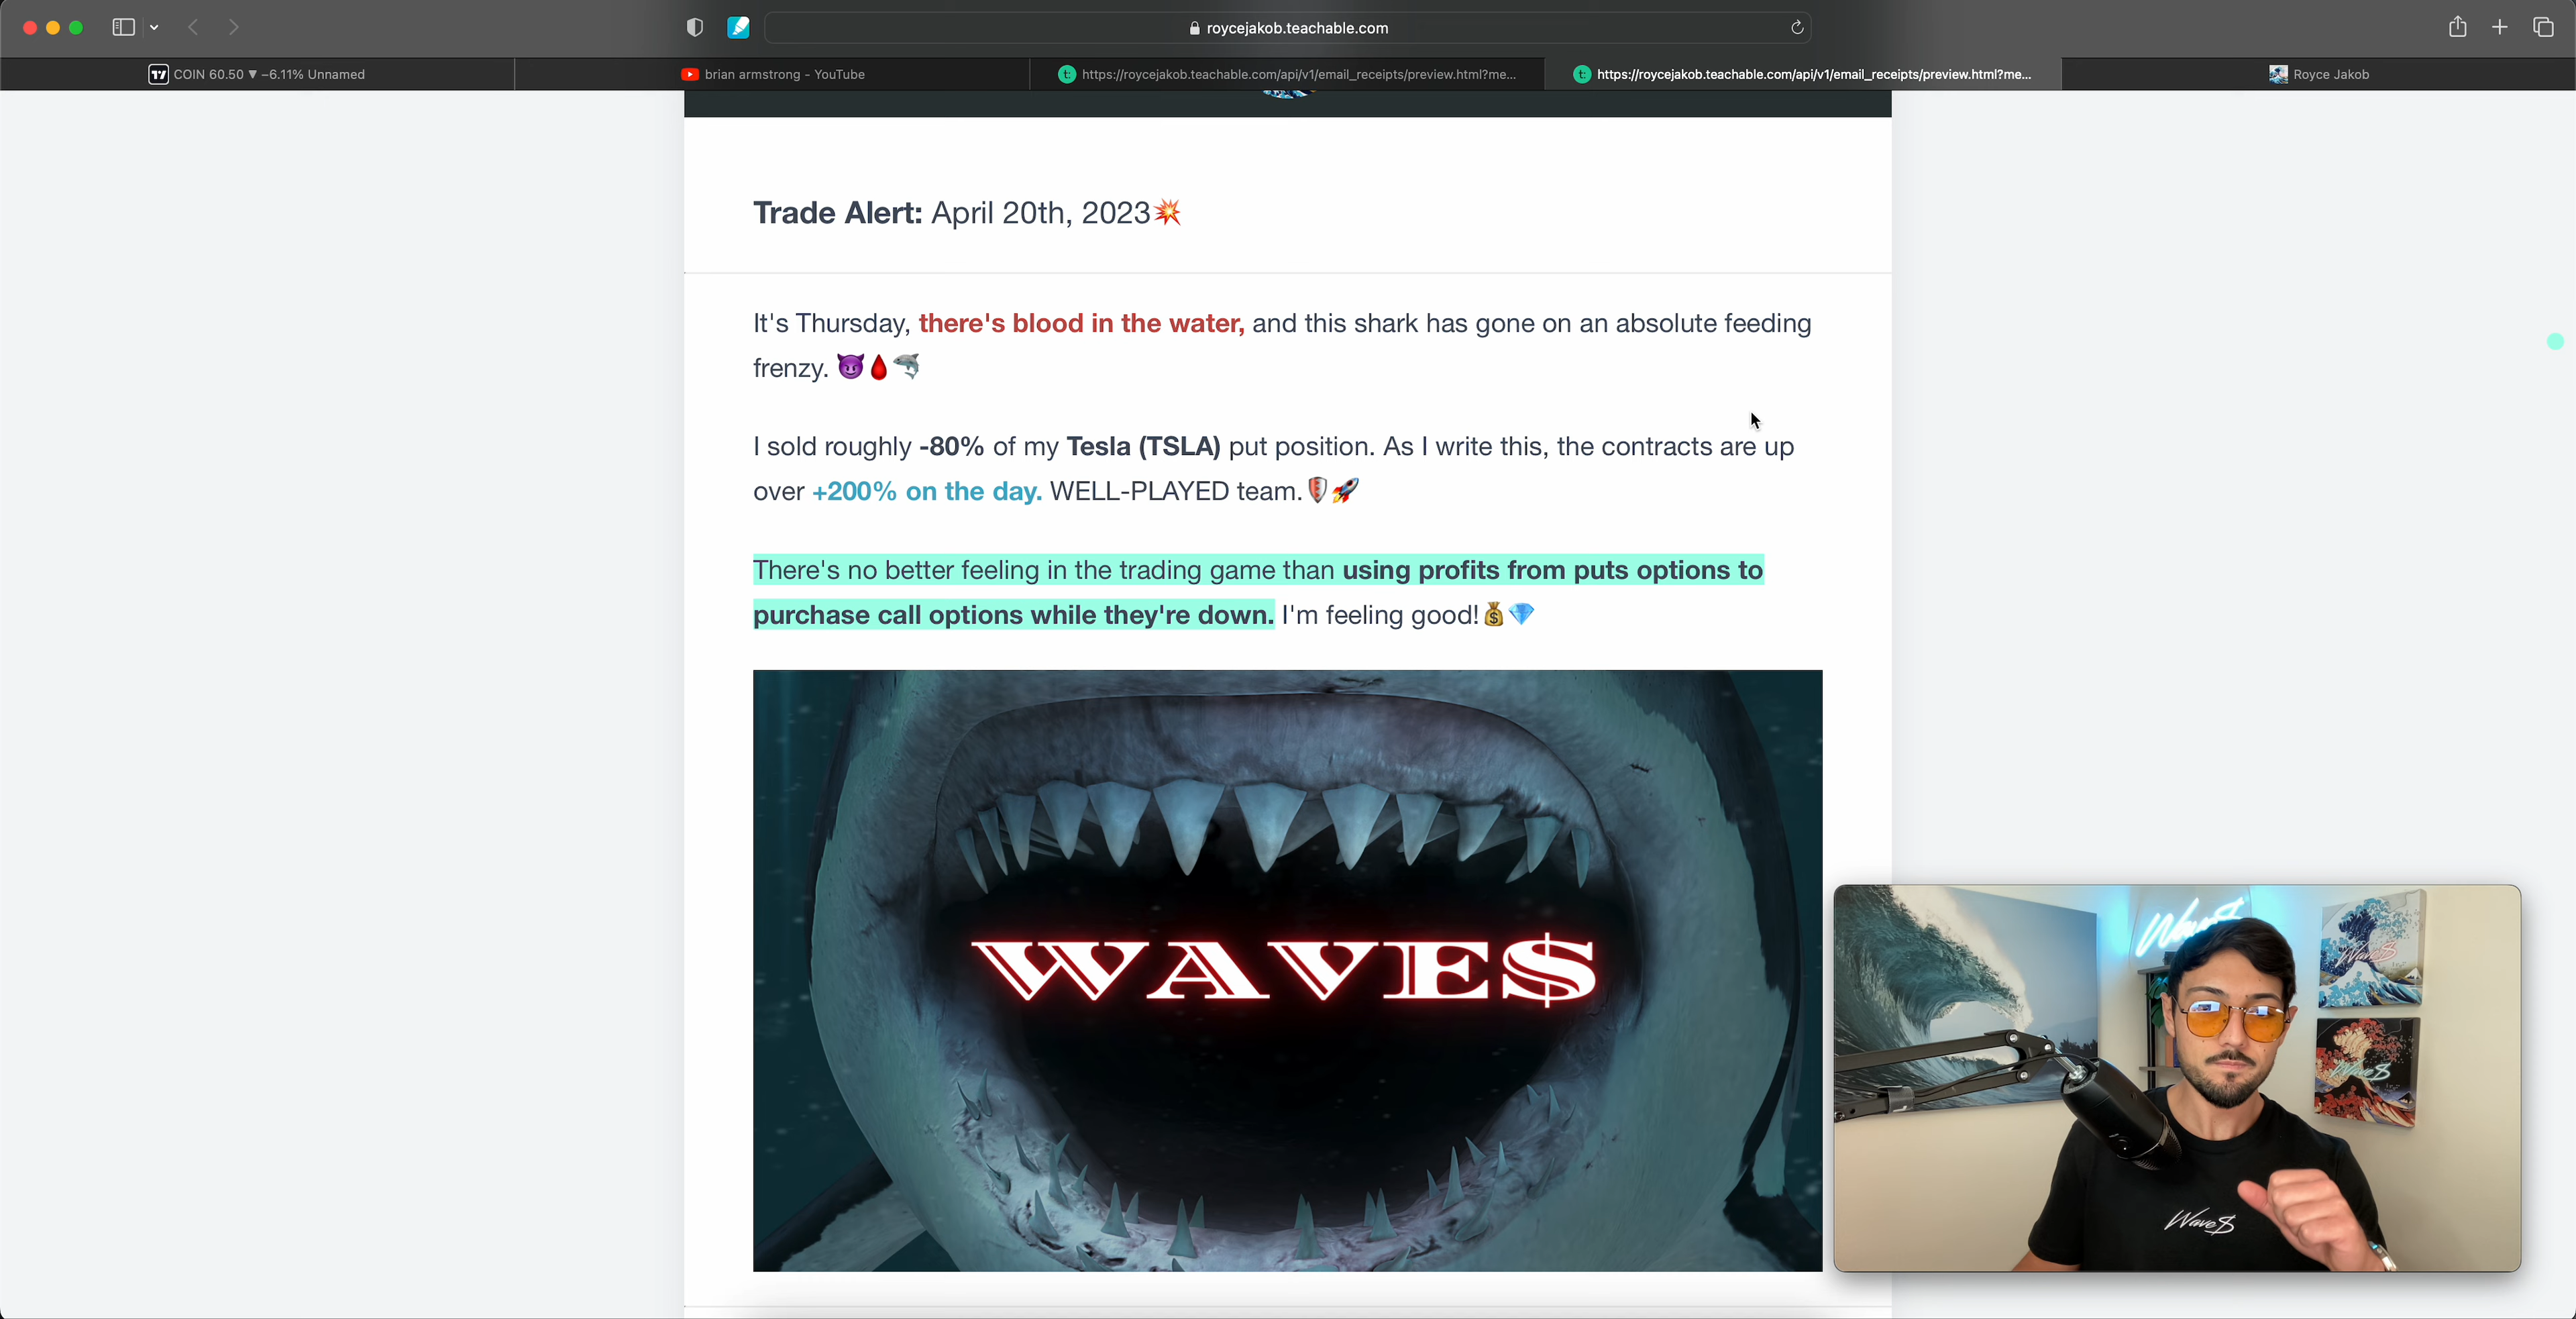 roycejakob.teachable.com
COIN 60.50 ▼ −6.11% Unnamed
brian armstrong - YouTube
https://roycejakob.teachable.com/api/v1/email_receipts/preview.html?me...
https://roycejakob.teachable.com/api/v1/email_receipts/preview.html?me...
Royce Jakob
Trade Alert: April 20th, 2023💥
It's Thursday, there's blood in the water, and this shark has gone on an absolute feeding
frenzy. 😈🩸🦈
I sold roughly -80% of my Tesla (TSLA) put position. As I write this, the contracts are up
over +200% on the day. WELL-PLAYED team.🛡🚀
There's no better feeling in the trading game than using profits from puts options to
purchase call options while they're down. I'm feeling good!💰💎
WAVE$
Wave$
Wave$
Wave$
Wave$